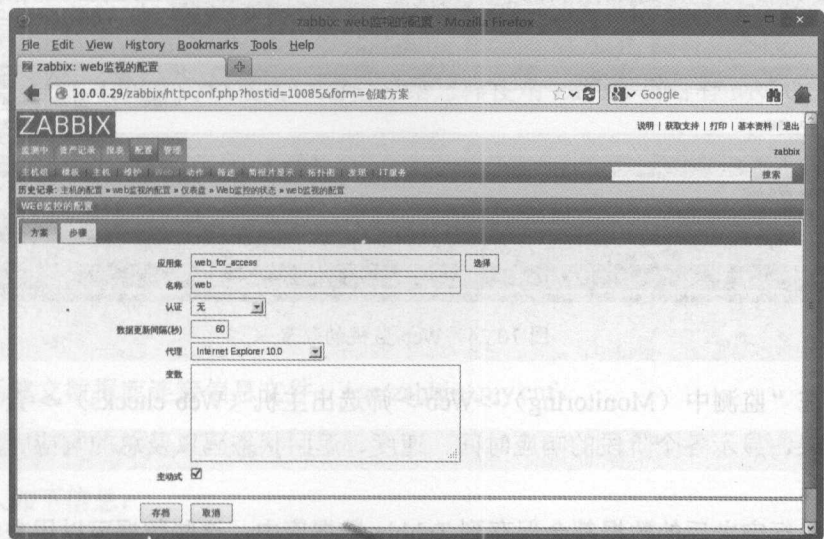 zabbix: web监视的配置 - Mozilla Firefox
File Edit View History Bookmarks Tools Help
zabbix: web监视的配置
10.0.0.29/zabbix/httpconf.php?hostid=10085&form=创建方案
Google
ZABBIX
说明 | 获取支持 | 打印 | 基本资料 | 退出
监测中 资产记录 报表 配置 管理
zabbix
主机组 模板 主机 维护 Web 动作 筛选 简报片显示 拓扑图 发现 IT服务
搜索
历史记录: 主机的配置 » web监视的配置 » 仪表盘 » Web监控的状态 » web监视的配置
WEB监控的配置
方案 步骤
应用集 web_for_access 选择
名称 web
认证 无
数据更新间隔(秒) 60
代理 Internet Explorer 10.0
变数
主动式
存档 取消